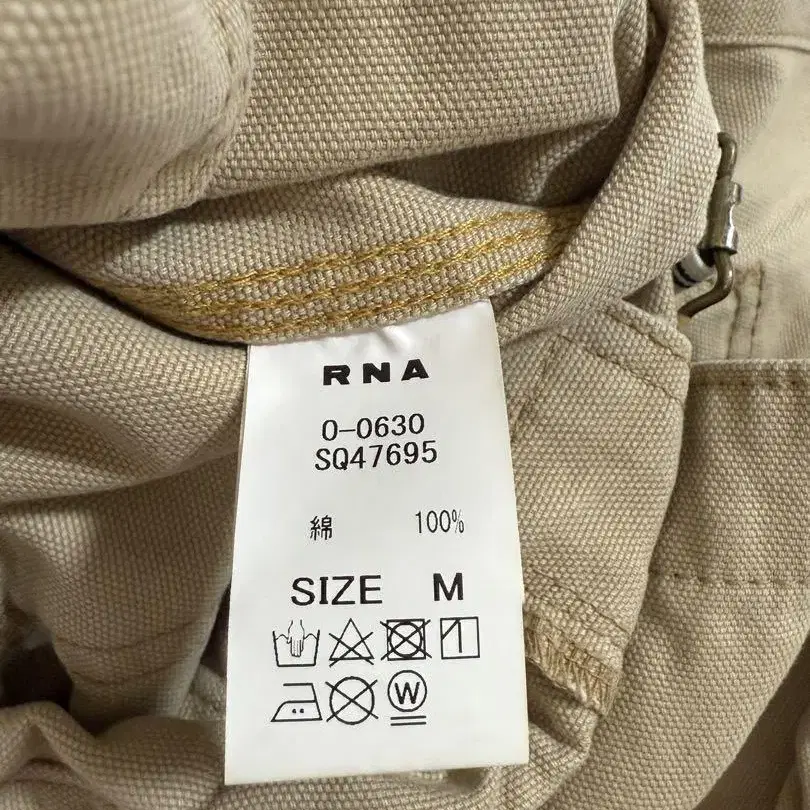 RNA
0-0630
SQ47695
綿 100%
SIZE M
W